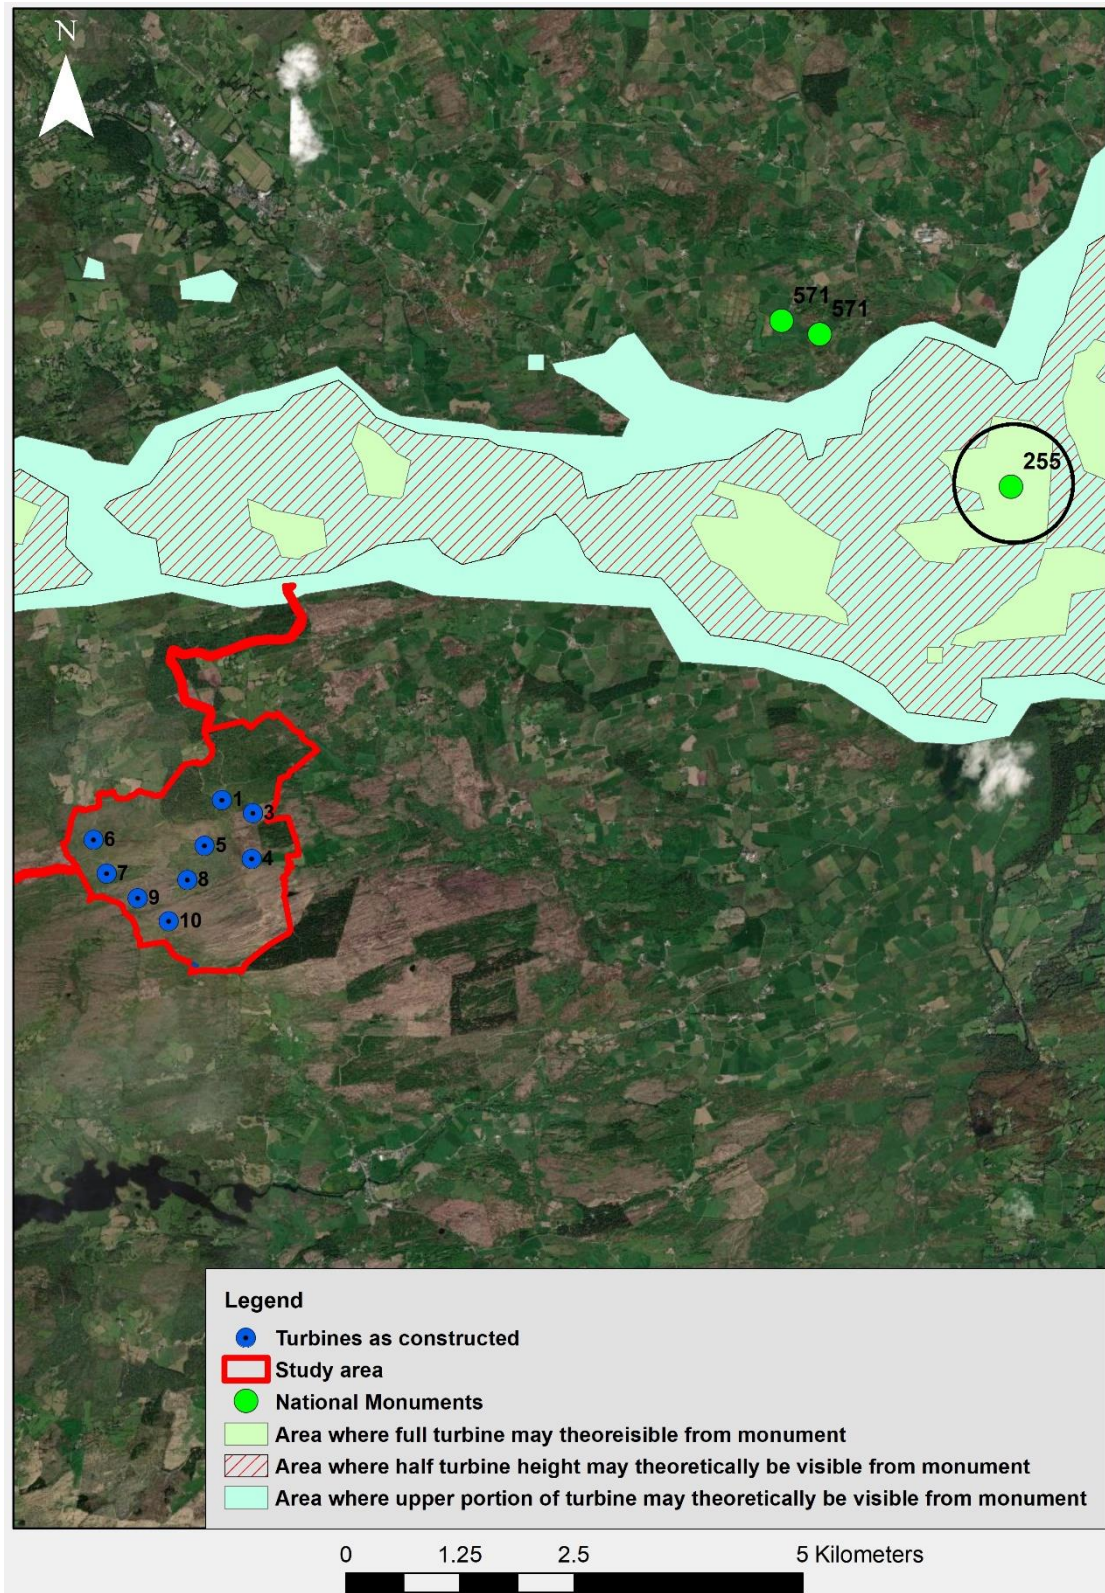 N
571
571
255
1
3
6
5
4
7
8
9
10
Legend
Turbines as constructed
Study area
National Monuments
Area where full turbine may theoreisible from monument
Area where half turbine height may theoretically be visible from monument
Area where upper portion of turbine may theoretically be visible from monument
0 1.25 2.5 5 Kilometers